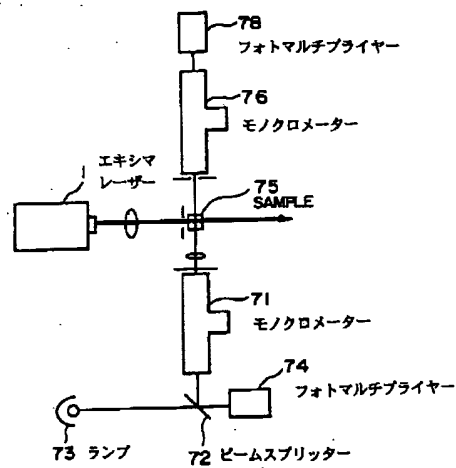 78
フォトマルチプライヤー
76
モノクロメーター
1
エキシマ
レーザー
75
SAMPLE
71
モノクロメーター
74
フォトマルチプライヤー
73 ランプ
72 ビームスプリッター